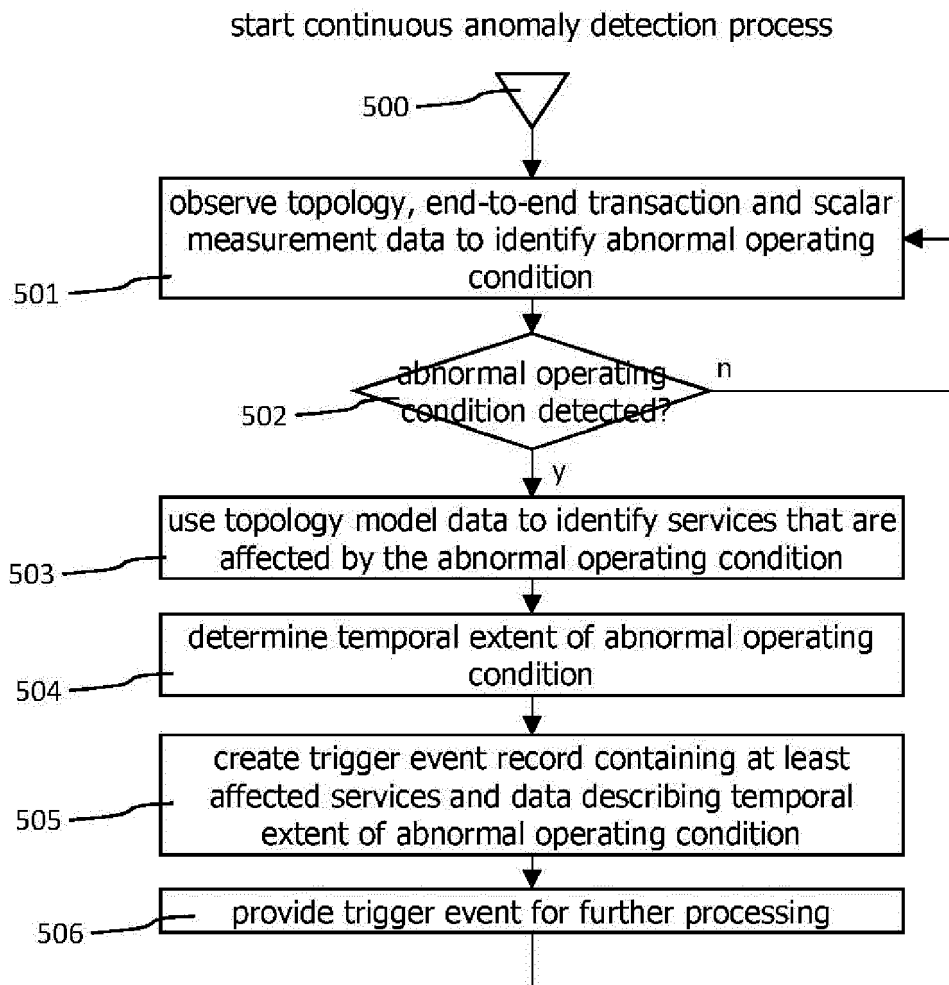 start continuous anomaly detection process
500
observe topology, end-to-end transaction and scalar
measurement data to identify abnormal operating
condition
501
abnormal operating
condition detected?
n
502
y
use topology model data to identify services that are
affected by the abnormal operating condition
503
determine temporal extent of abnormal operating
condition
504
create trigger event record containing at least
affected services and data describing temporal
extent of abnormal operating condition
505
provide trigger event for further processing
506